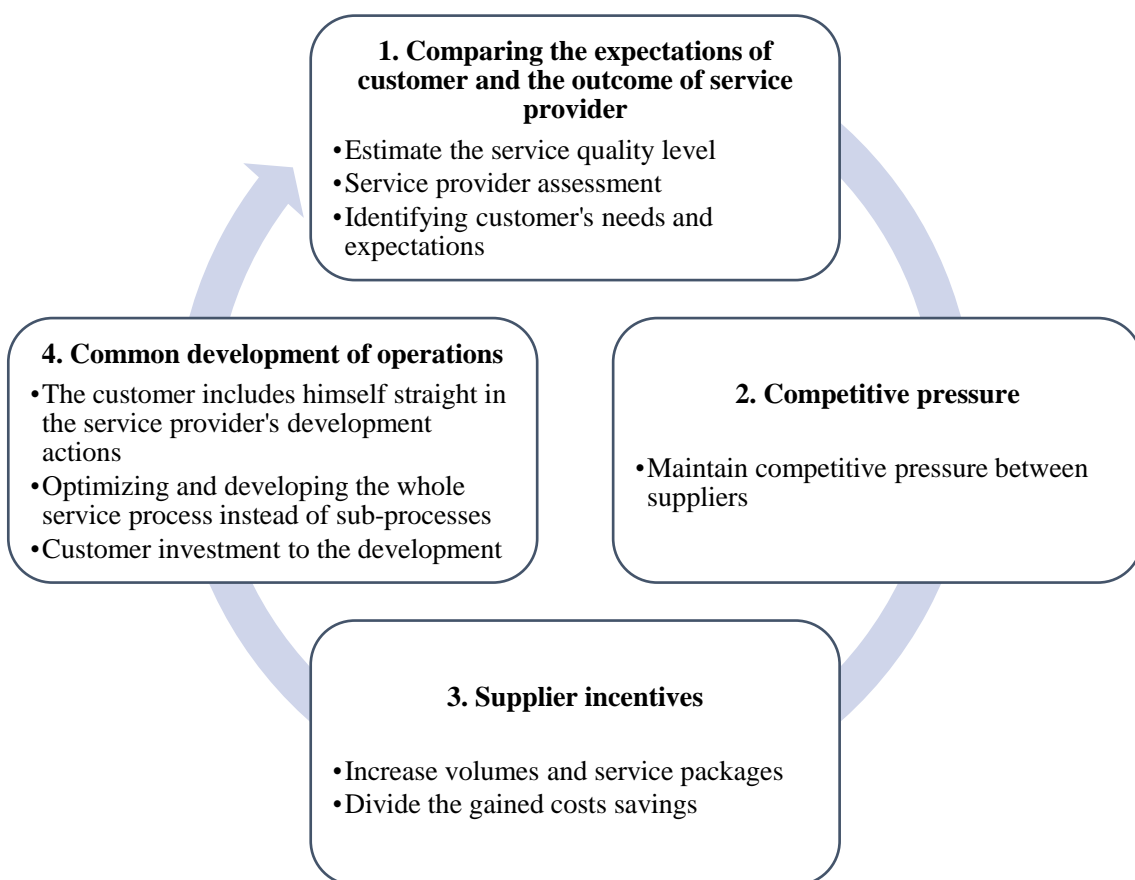 1. Comparing the expectations of
customer and the outcome of service
provider
•Estimate the service quality level
•Service provider assessment
•Identifying customer's needs and
expectations
2. Competitive pressure
•Maintain competitive pressure between
suppliers
3. Supplier incentives
•Increase volumes and service packages
•Divide the gained costs savings
4. Common development of operations
•The customer includes himself straight in
the service provider's development
actions
•Optimizing and developing the whole
service process instead of sub-processes
•Customer investment to the development